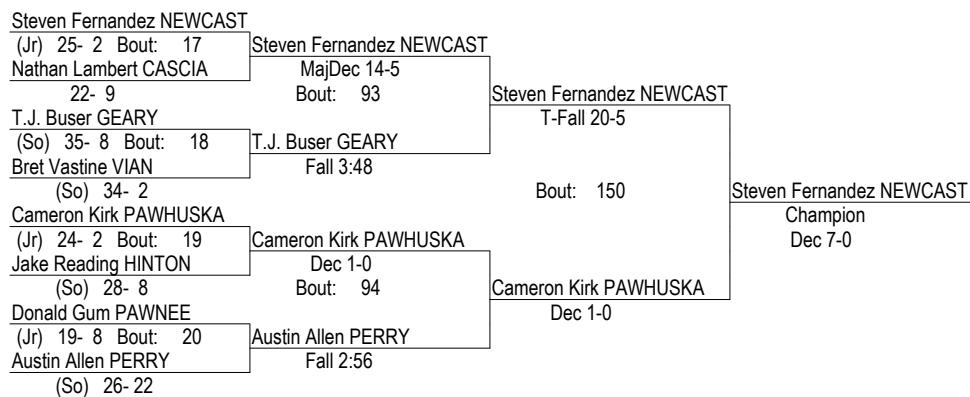 Steven Fernandez NEWCAST
(Jr) 25- 2 Bout: 17
Nathan Lambert CASCIA
22- 9
T.J. Buser GEARY
(So) 35- 8 Bout: 18
Bret Vastine VIAN
(So) 34- 2
Cameron Kirk PAWHUSKA
(Jr) 24- 2 Bout: 19
Jake Reading HINTON
(So) 28- 8
Donald Gum PAWNEE
(Jr) 19- 8 Bout: 20
Austin Allen PERRY
(So) 26- 22
Steven Fernandez NEWCAST
MajDec 14-5
Bout: 93
T.J. Buser GEARY
Fall 3:48
Cameron Kirk PAWHUSKA
Dec 1-0
Bout: 94
Austin Allen PERRY
Fall 2:56
Steven Fernandez NEWCAST
T-Fall 20-5
Bout: 150
Cameron Kirk PAWHUSKA
Dec 1-0
Steven Fernandez NEWCAST
Champion
Dec 7-0